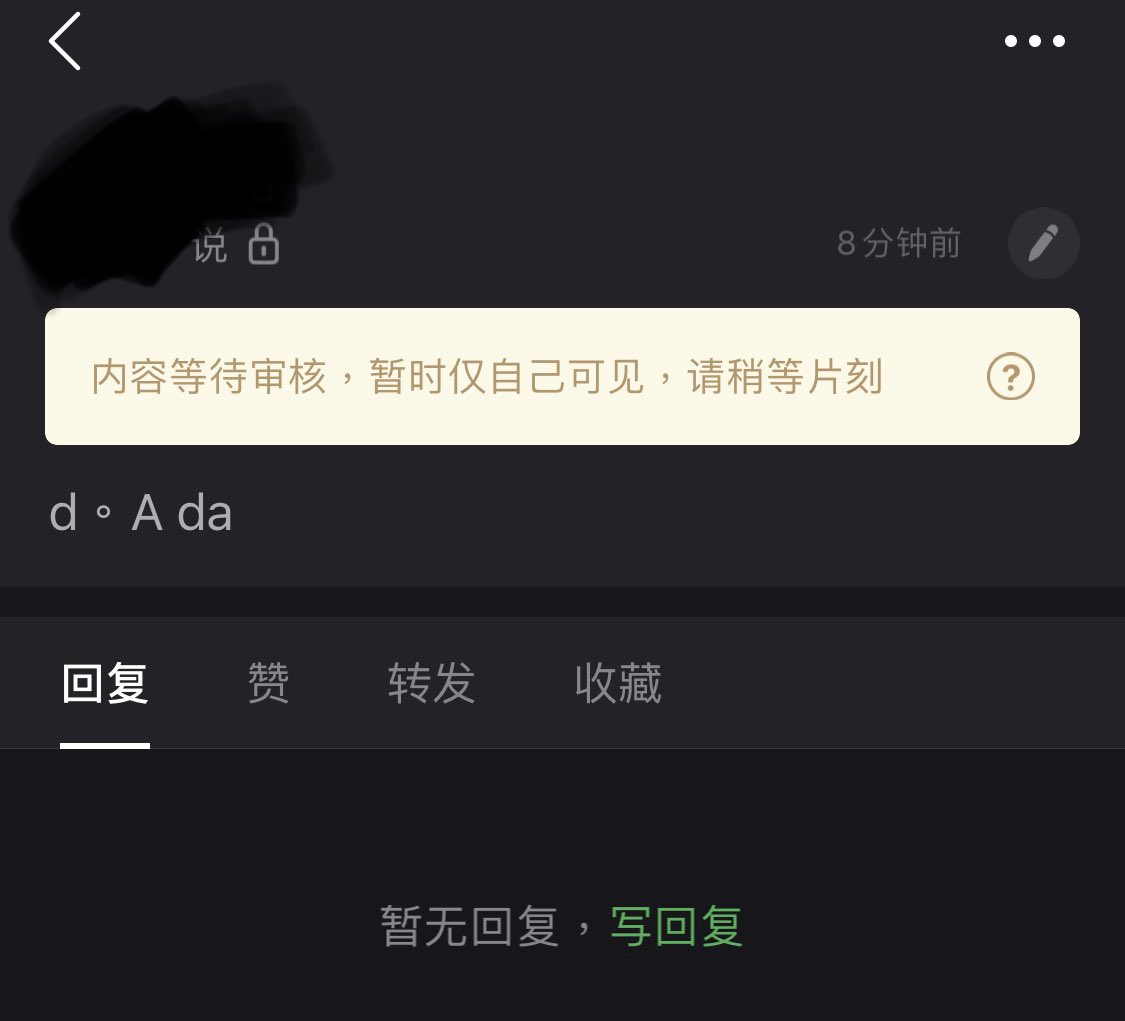 说
8分钟前
内容等待审核，暂时仅自己可见，请稍等片刻
?
d。A da
回复 赞 转发 收藏
暂无回复，写回复